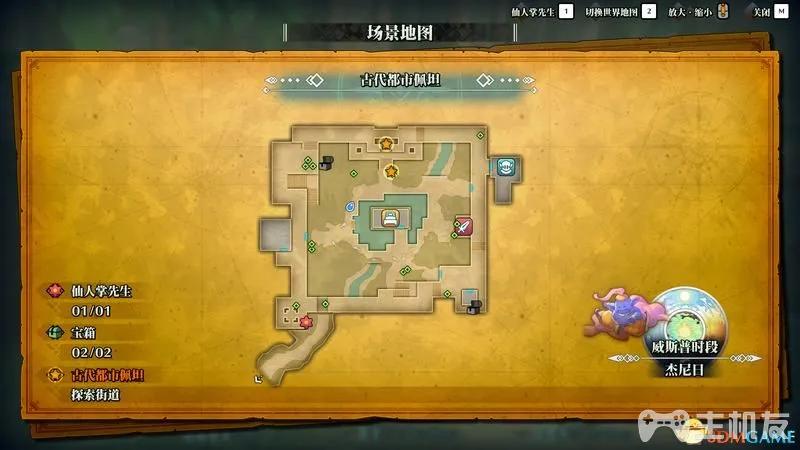 仙人掌先生 1 切换世界地图 2 放大·缩小 关闭 M
场景地图
古代都市佩坦
仙人掌先生
01/01
宝箱
02/02
古代都市佩坦
探索街道
威斯普时段
杰尼日
主机友
3DMGAME